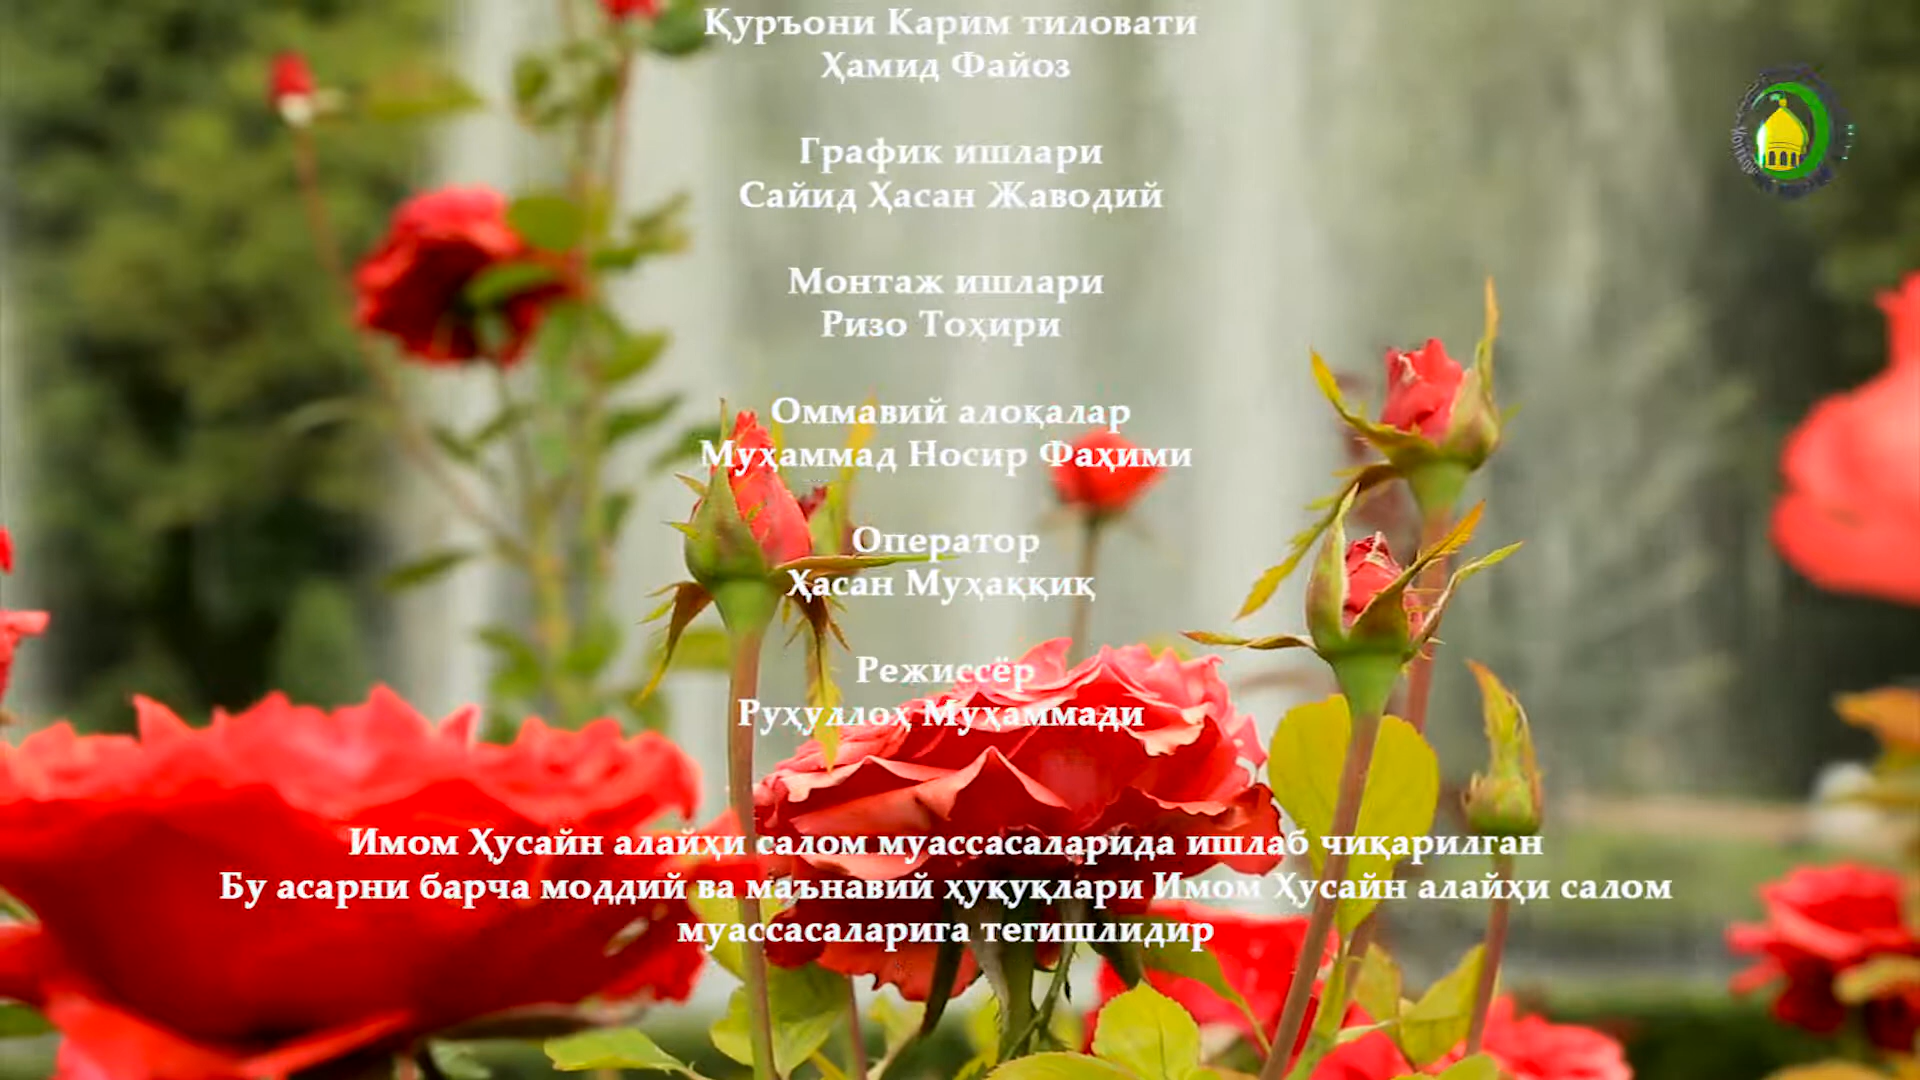 Қуръони Карим тиловати
Ҳамид Файоз
График ишлари
Сайид Ҳасан Жаводий
Монтаж ишлари
Ризо Тоҳири
Оммавий алоқалар
Муҳаммад Носир Фаҳими
Оператор
Ҳасан Муҳаққиқ
Режиссёр
Руҳуллоҳ Муҳаммади
Имом Ҳусайн алайҳи салом муассасаларида ишлаб чиқарилган
Бу асарни барча моддий ва маънавий ҳуқуқлари Имом Ҳусайн алайҳи салом
муассасаларига тегишлидир